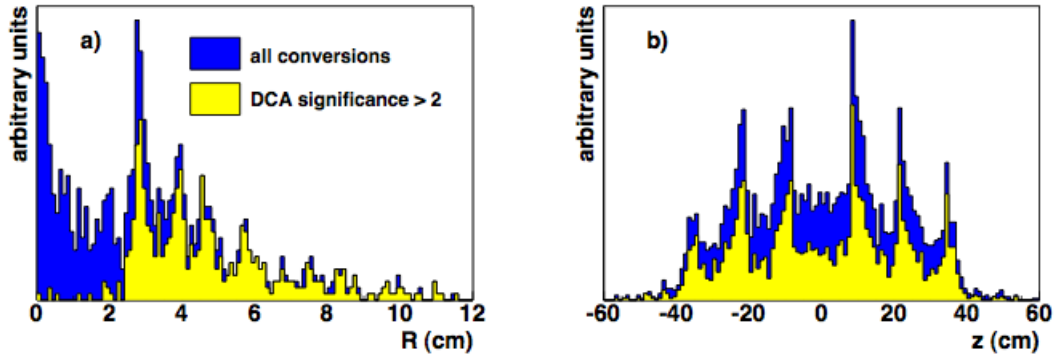 arbitrary units
a)
all conversions
DCA significance > 2
0 2 4 6 8 10 12
R (cm)
arbitrary units
b)
-60 -40 -20 0 20 40 60
z (cm)